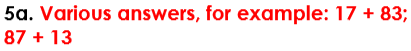 5a. Various answers, for example: 17 + 83;
87 + 13